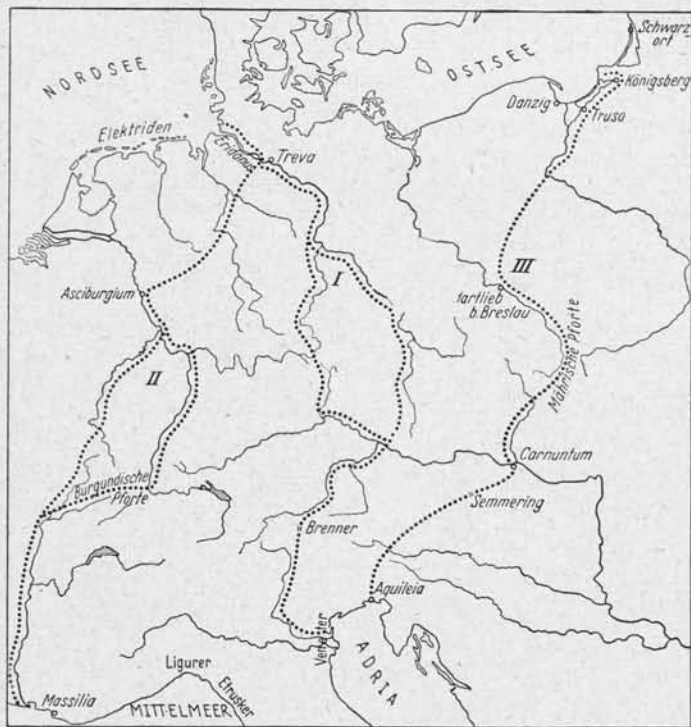 Schwarz
ort
NORDSEE
OSTSEE
Königsberg
Danzig
Truso
Elektriden
Eridanos
Treva
I
III
Asciburgium
Hartlieb
b. Breslau
Mährische Pforte
II
Carnuntum
Burgundische
Pforte
Semmering
Brenner
Aquileia
Veneter
ADRIA
Ligurer
Etrusker
Massilia
MITTELMEER